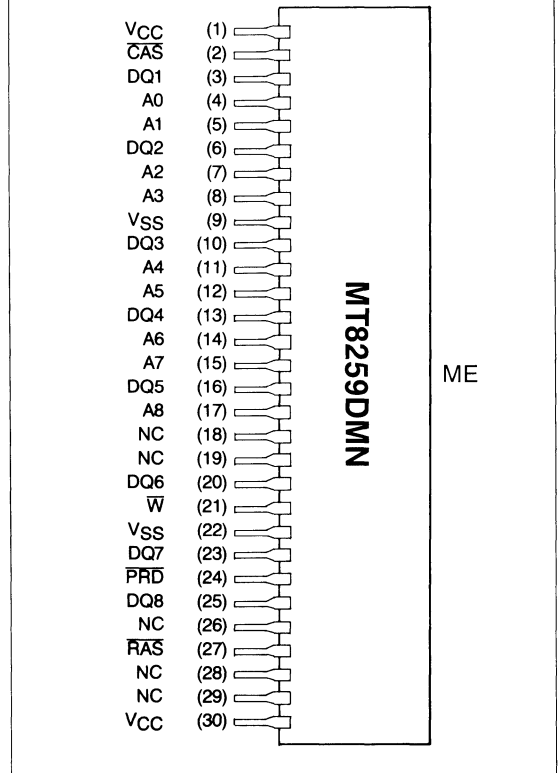 VCC (1)
C̅A̅S̅ (2)
DQ1 (3)
A0 (4)
A1 (5)
DQ2 (6)
A2 (7)
A3 (8)
VSS (9)
DQ3 (10)
A4 (11)
A5 (12)
DQ4 (13)
A6 (14)
A7 (15)
DQ5 (16)
A8 (17)
NC (18)
NC (19)
DQ6 (20)
W̅ (21)
VSS (22)
DQ7 (23)
P̅R̅D̅ (24)
DQ8 (25)
NC (26)
R̅A̅S̅ (27)
NC (28)
NC (29)
VCC (30)
MT8259DMN
ME